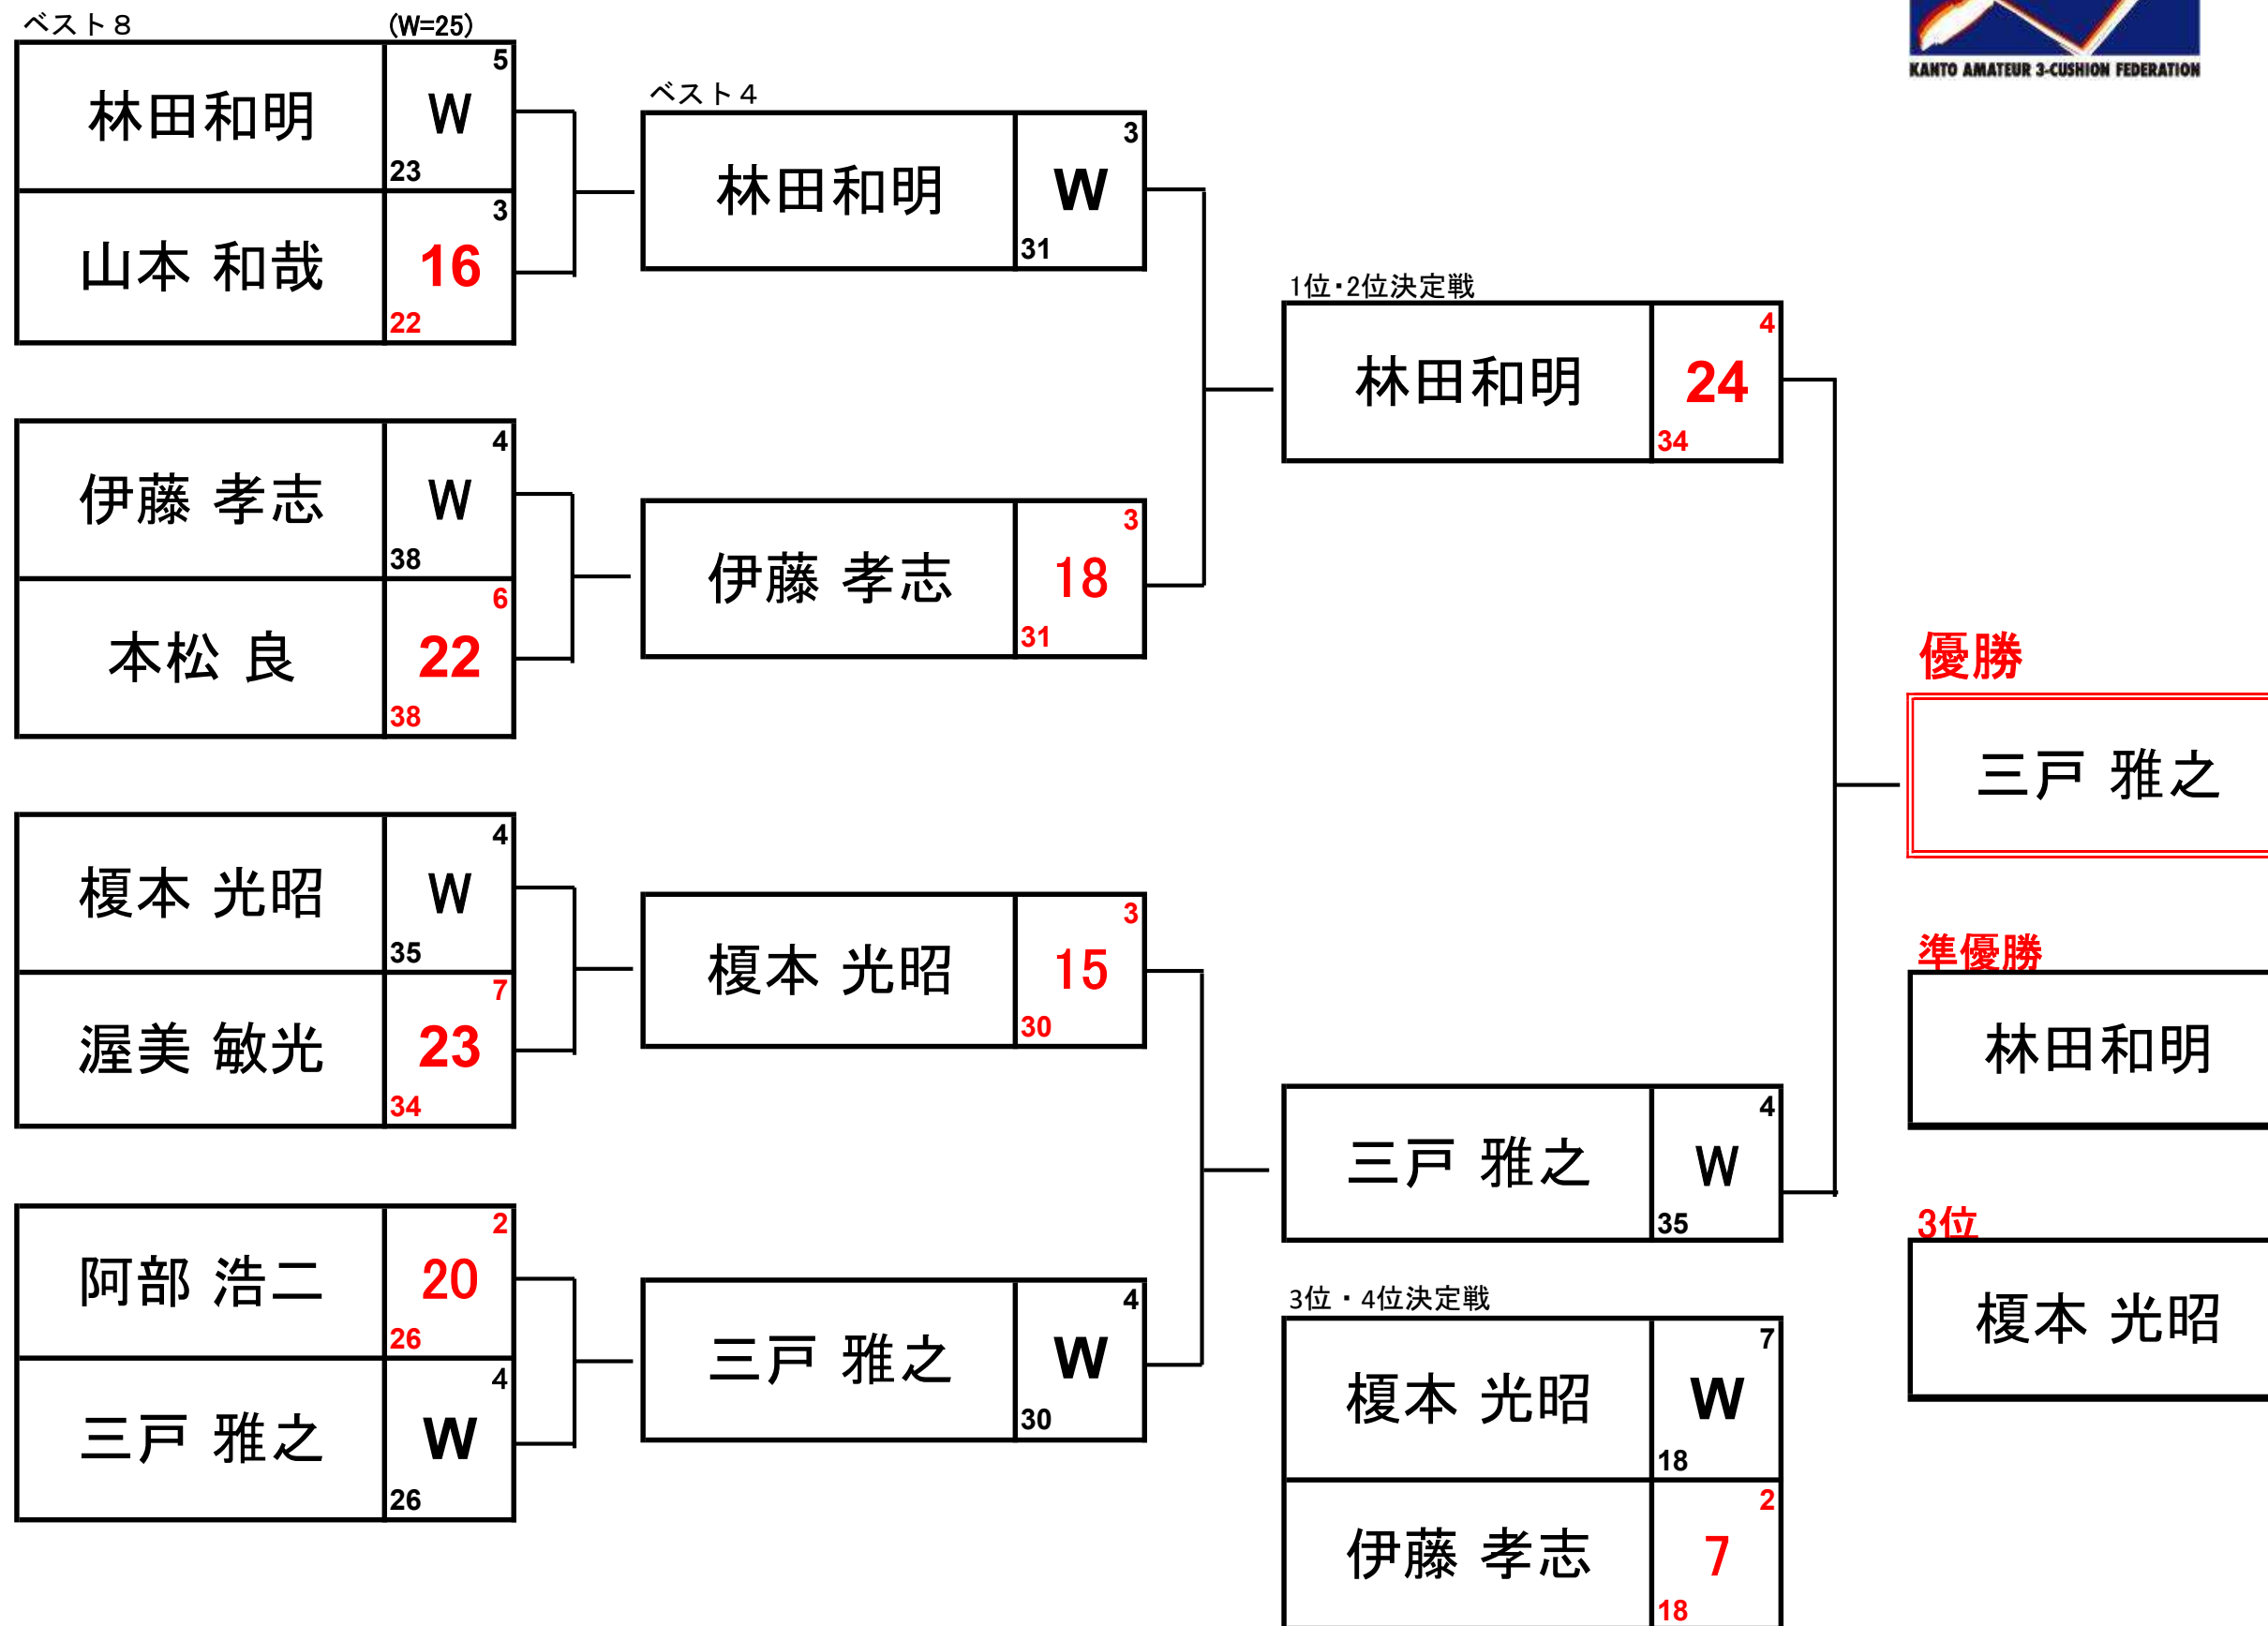 ベスト8 (W=25)
林田和明 W 5 23
山本 和哉 16 3 22
伊藤 孝志 W 4 38
本松 良 22 6 38
榎本 光昭 W 4 35
渥美 敏光 23 7 34
阿部 浩二 20 2 26
三戸 雅之 W 4 26
ベスト4
林田和明 W 3 31
伊藤 孝志 18 3 31
榎本 光昭 15 3 30
三戸 雅之 W 4 30
1位・2位決定戦
林田和明 24 4 34
三戸 雅之 W 4 35
3位・4位決定戦
榎本 光昭 W 7 18
伊藤 孝志 7 2 18
KANTO AMATEUR 3-CUSHION FEDERATION
優勝
三戸 雅之
準優勝
林田和明
3位
榎本 光昭